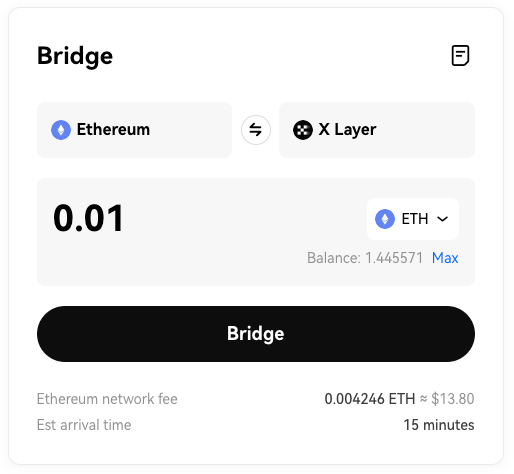 Bridge
Ethereum X Layer
0.01 ETH
Balance: 1.445571 Max
Bridge
Ethereum network fee 0.004246 ETH ≈ $13.80
Est arrival time 15 minutes